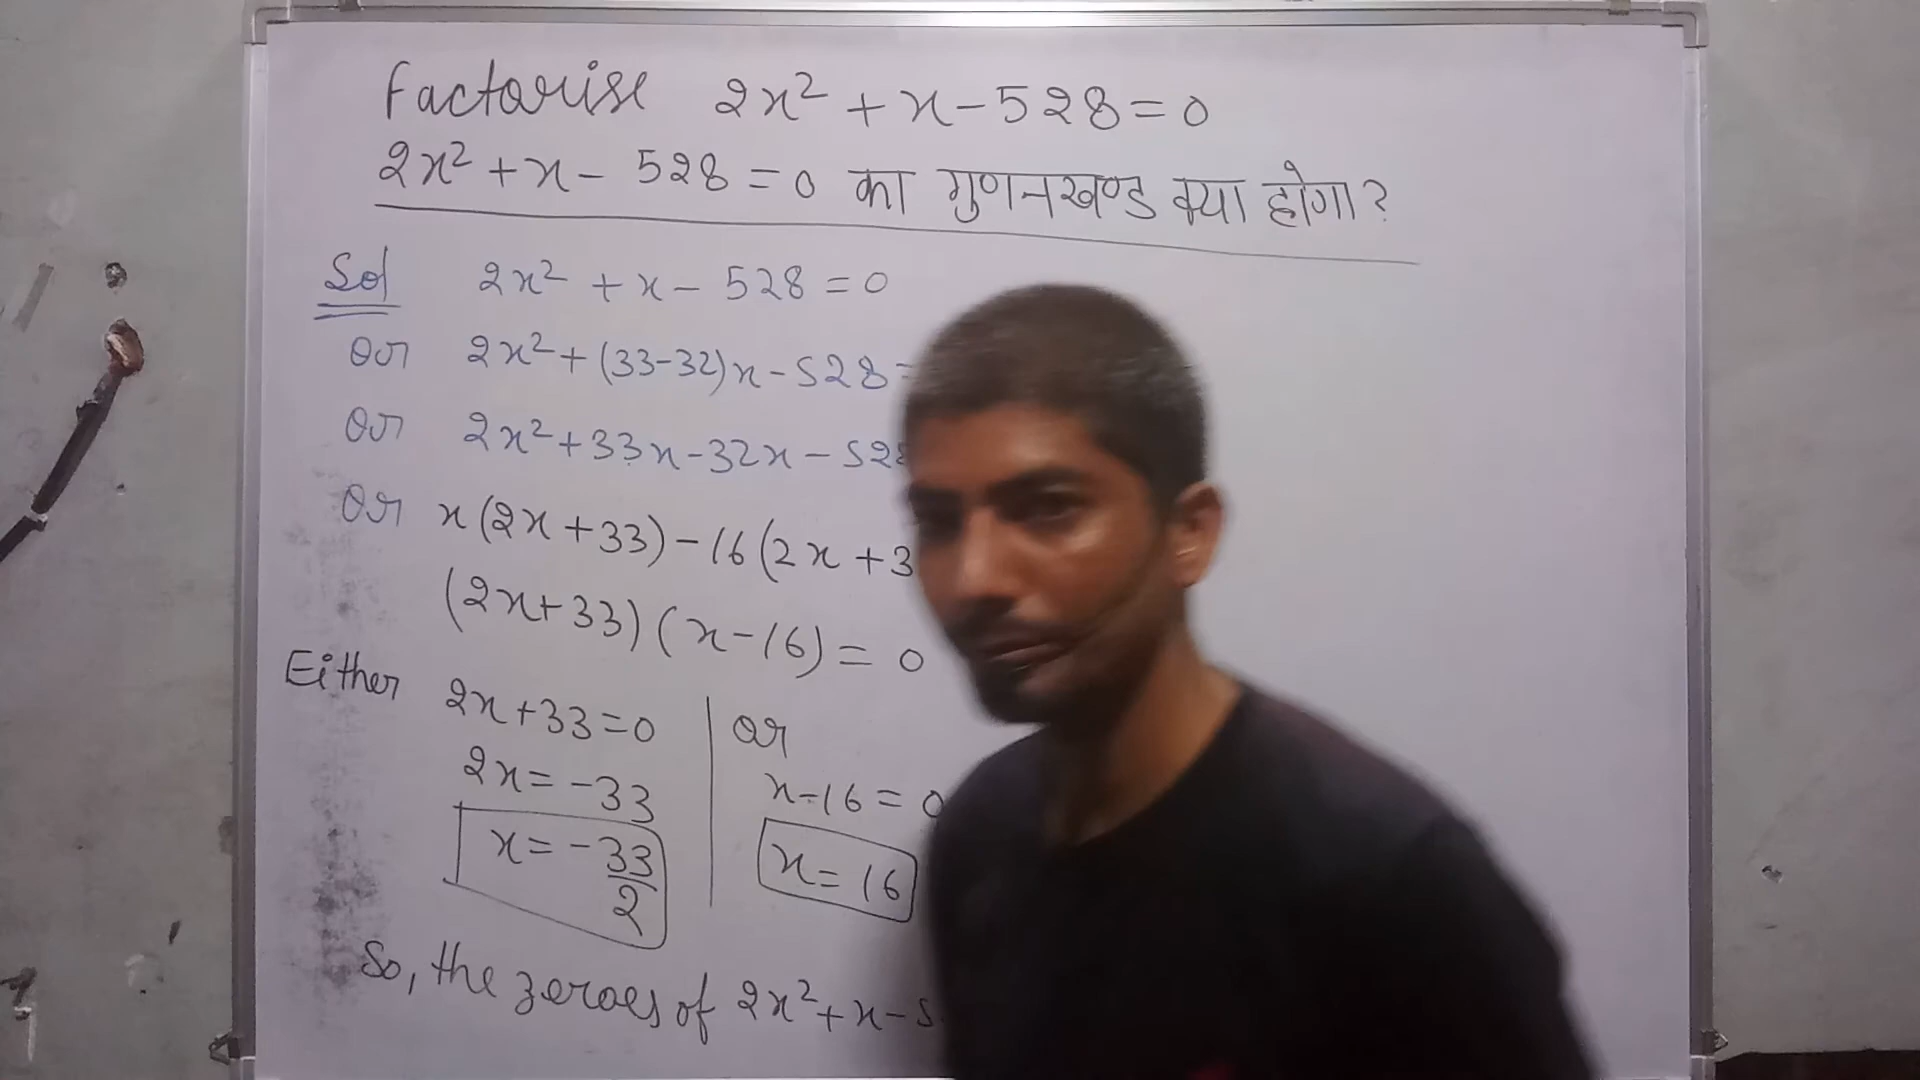 Factorise 2x² + x - 528 = 0
2x² + x - 528 = 0 का गुणनखण्ड क्या होगा?
Sol 2x² + x - 528 = 0
or 2x² + (33-32)x - 528 =
or 2x² + 33x - 32x - 528
or x(2x + 33) - 16(2x + 3
(2x+33)(x-16) = 0
Either 2x+33=0 | or
2x = -33 x-16 = 0
x = -33/2 x = 16
So, the zeroes of 2x² + x - 5